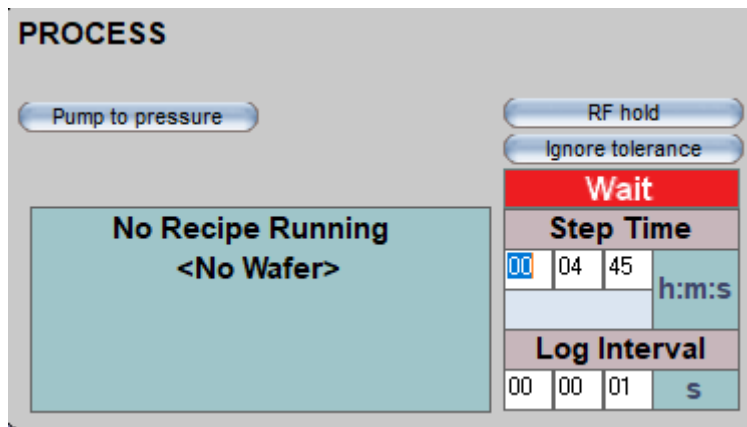 PROCESS
Pump to pressure
RF hold
Ignore tolerance
Wait
No Recipe Running
<No Wafer>
Step Time
00 04 45 h:m:s
Log Interval
00 00 01 s